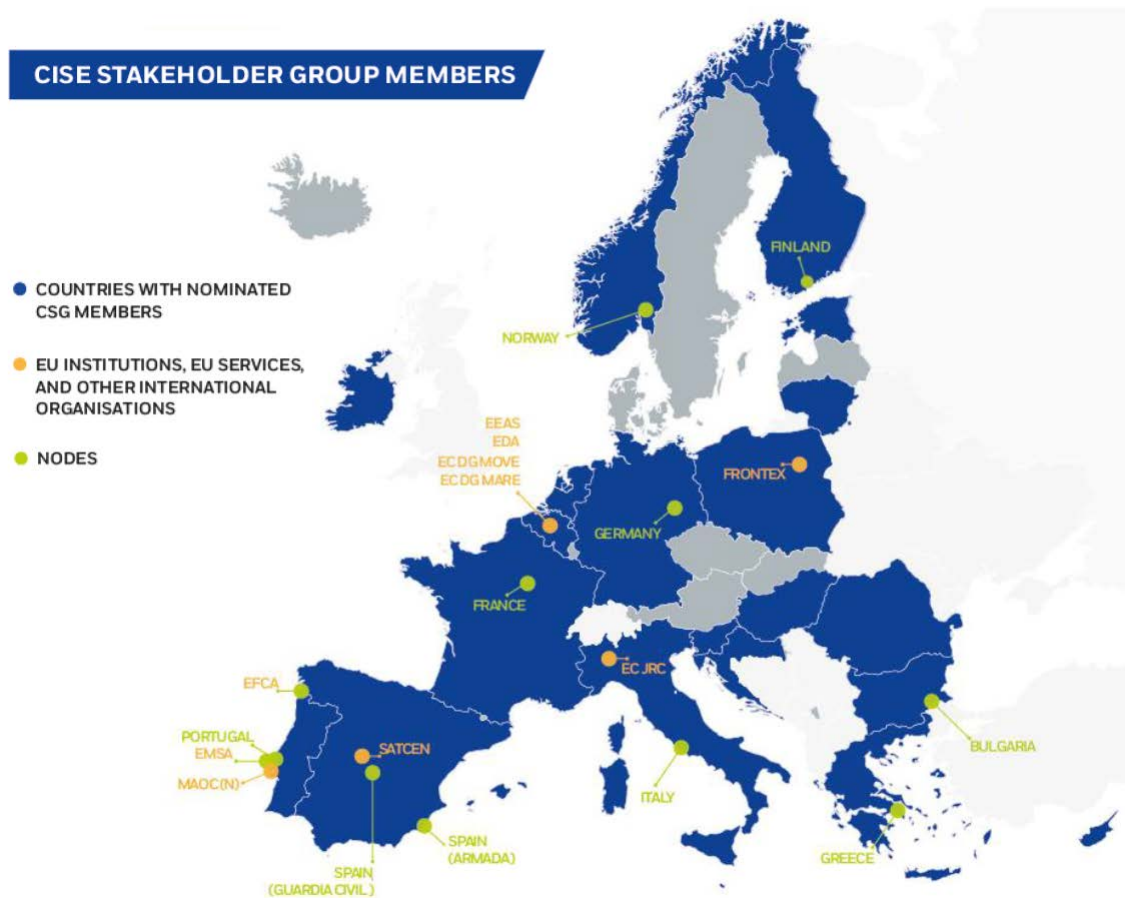 CISE STAKEHOLDER GROUP MEMBERS
COUNTRIES WITH NOMINATED
CSG MEMBERS
EU INSTITUTIONS, EU SERVICES,
AND OTHER INTERNATIONAL
ORGANISATIONS
NODES
FINLAND
NORWAY
EEAS
EDA
EC DG MOVE
EC DG MARE
FRONTEX
GERMANY
FRANCE
EC JRC
EFCA
PORTUGAL
EMSA
MAOC(N)
SATCEN
BULGARIA
ITALY
SPAIN
(ARMADA)
GREECE
SPAIN
(GUARDIA CIVIL)